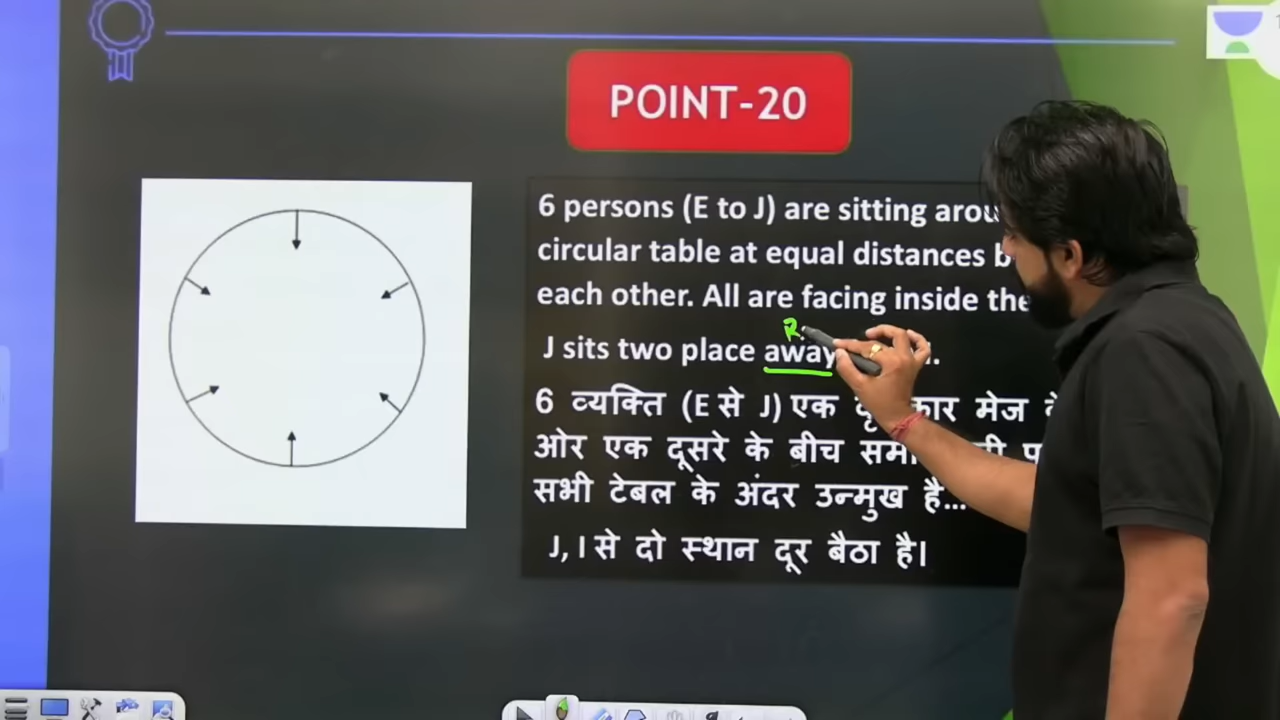 POINT-20
6 persons (E to J) are sitting
circular table at equal distances
each other. All are facing inside the
R
J sits two place away
6 व्यक्ति (E से J) एक मेज
ओर एक दूसरे के बीच
सभी टेबल के अंदर उन्मुख है...
J, I से दो स्थान दूर बैठा है।